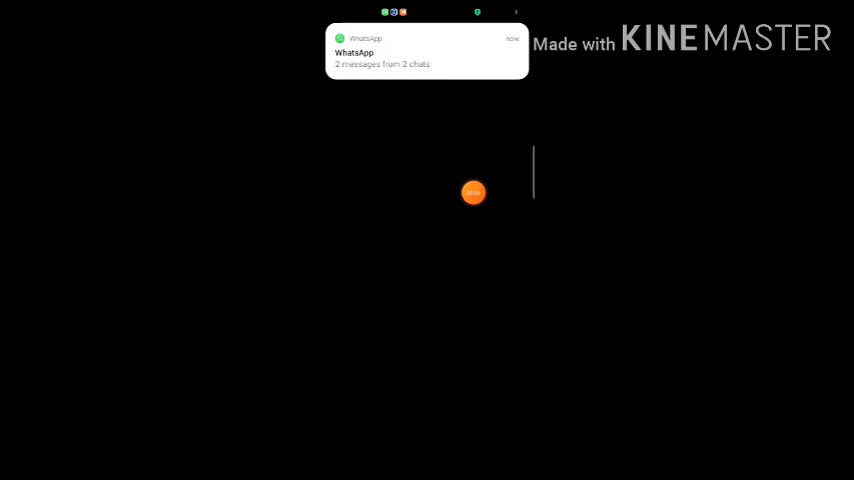 WhatsApp now
WhatsApp
2 messages from 2 chats
Made with KINEMASTER